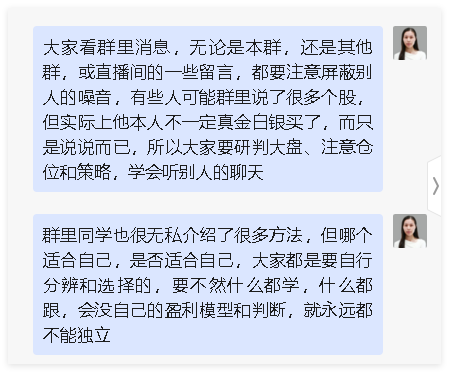 大家看群里消息，无论是本群，还是其他
群，或直播间的一些留言，都要注意屏蔽别
人的噪音，有些人可能群里说了很多个股，
但实际上他本人不一定真金白银买了，而只
是说说而已，所以大家要研判大盘、注意仓
位和策略，学会听别人的聊天
群里同学也很无私介绍了很多方法，但哪个
适合自己，是否适合自己，大家都是要自行
分辨和选择的，要不然什么都学，什么都
跟，会没自己的盈利模型和判断，就永远都
不能独立